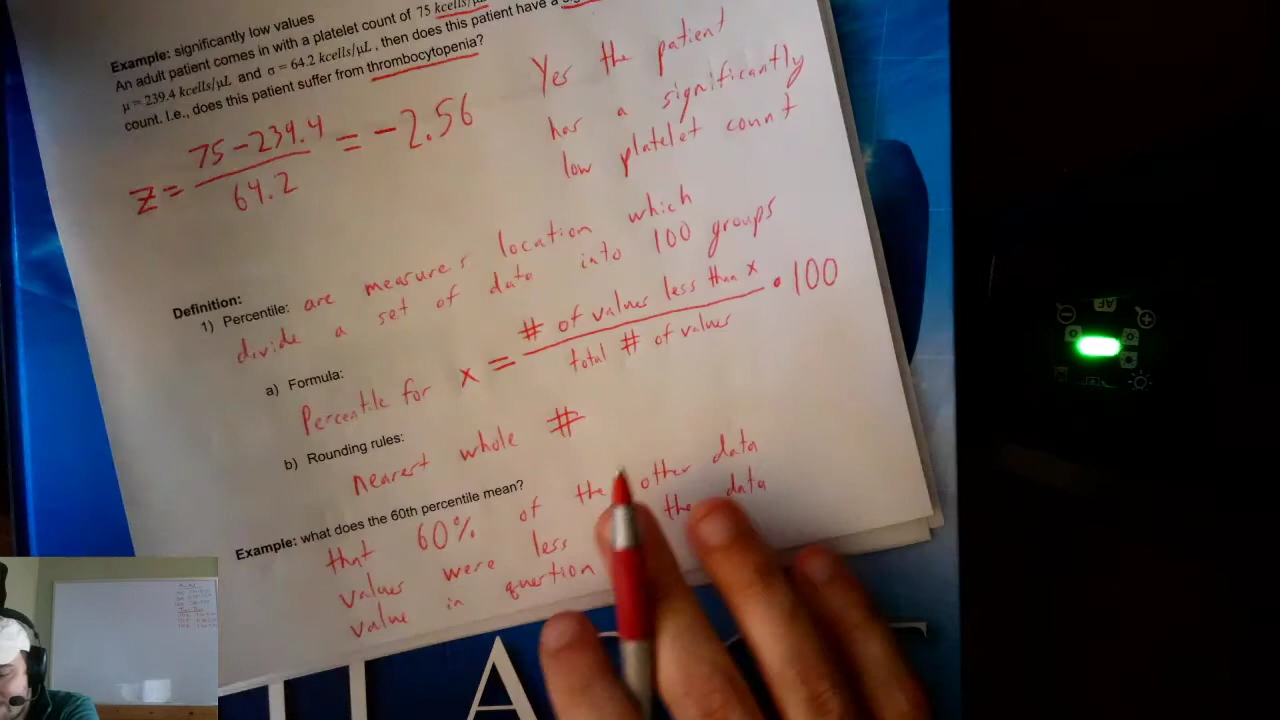 Example: significantly low values
An adult patient comes in with a platelet count of 75 kcells/
μ = 239.4 kcells/μL and σ = 64.2 kcells/μL, then does this patient have a
count. I.e., does this patient suffer from thrombocytopenia?
z = 75 - 239.4 / 64.2 = -2.56
Yes the patient
has a significantly
low platelet count
Definition:
1) Percentile: are measures location which
divide a set of data into 100 groups
a) Formula:
Percentile for x = # of values less than x / total # of values • 100
b) Rounding rules:
nearest whole #
Example: what does the 60th percentile mean?
that 60% of the other data
values were less the data
value in question